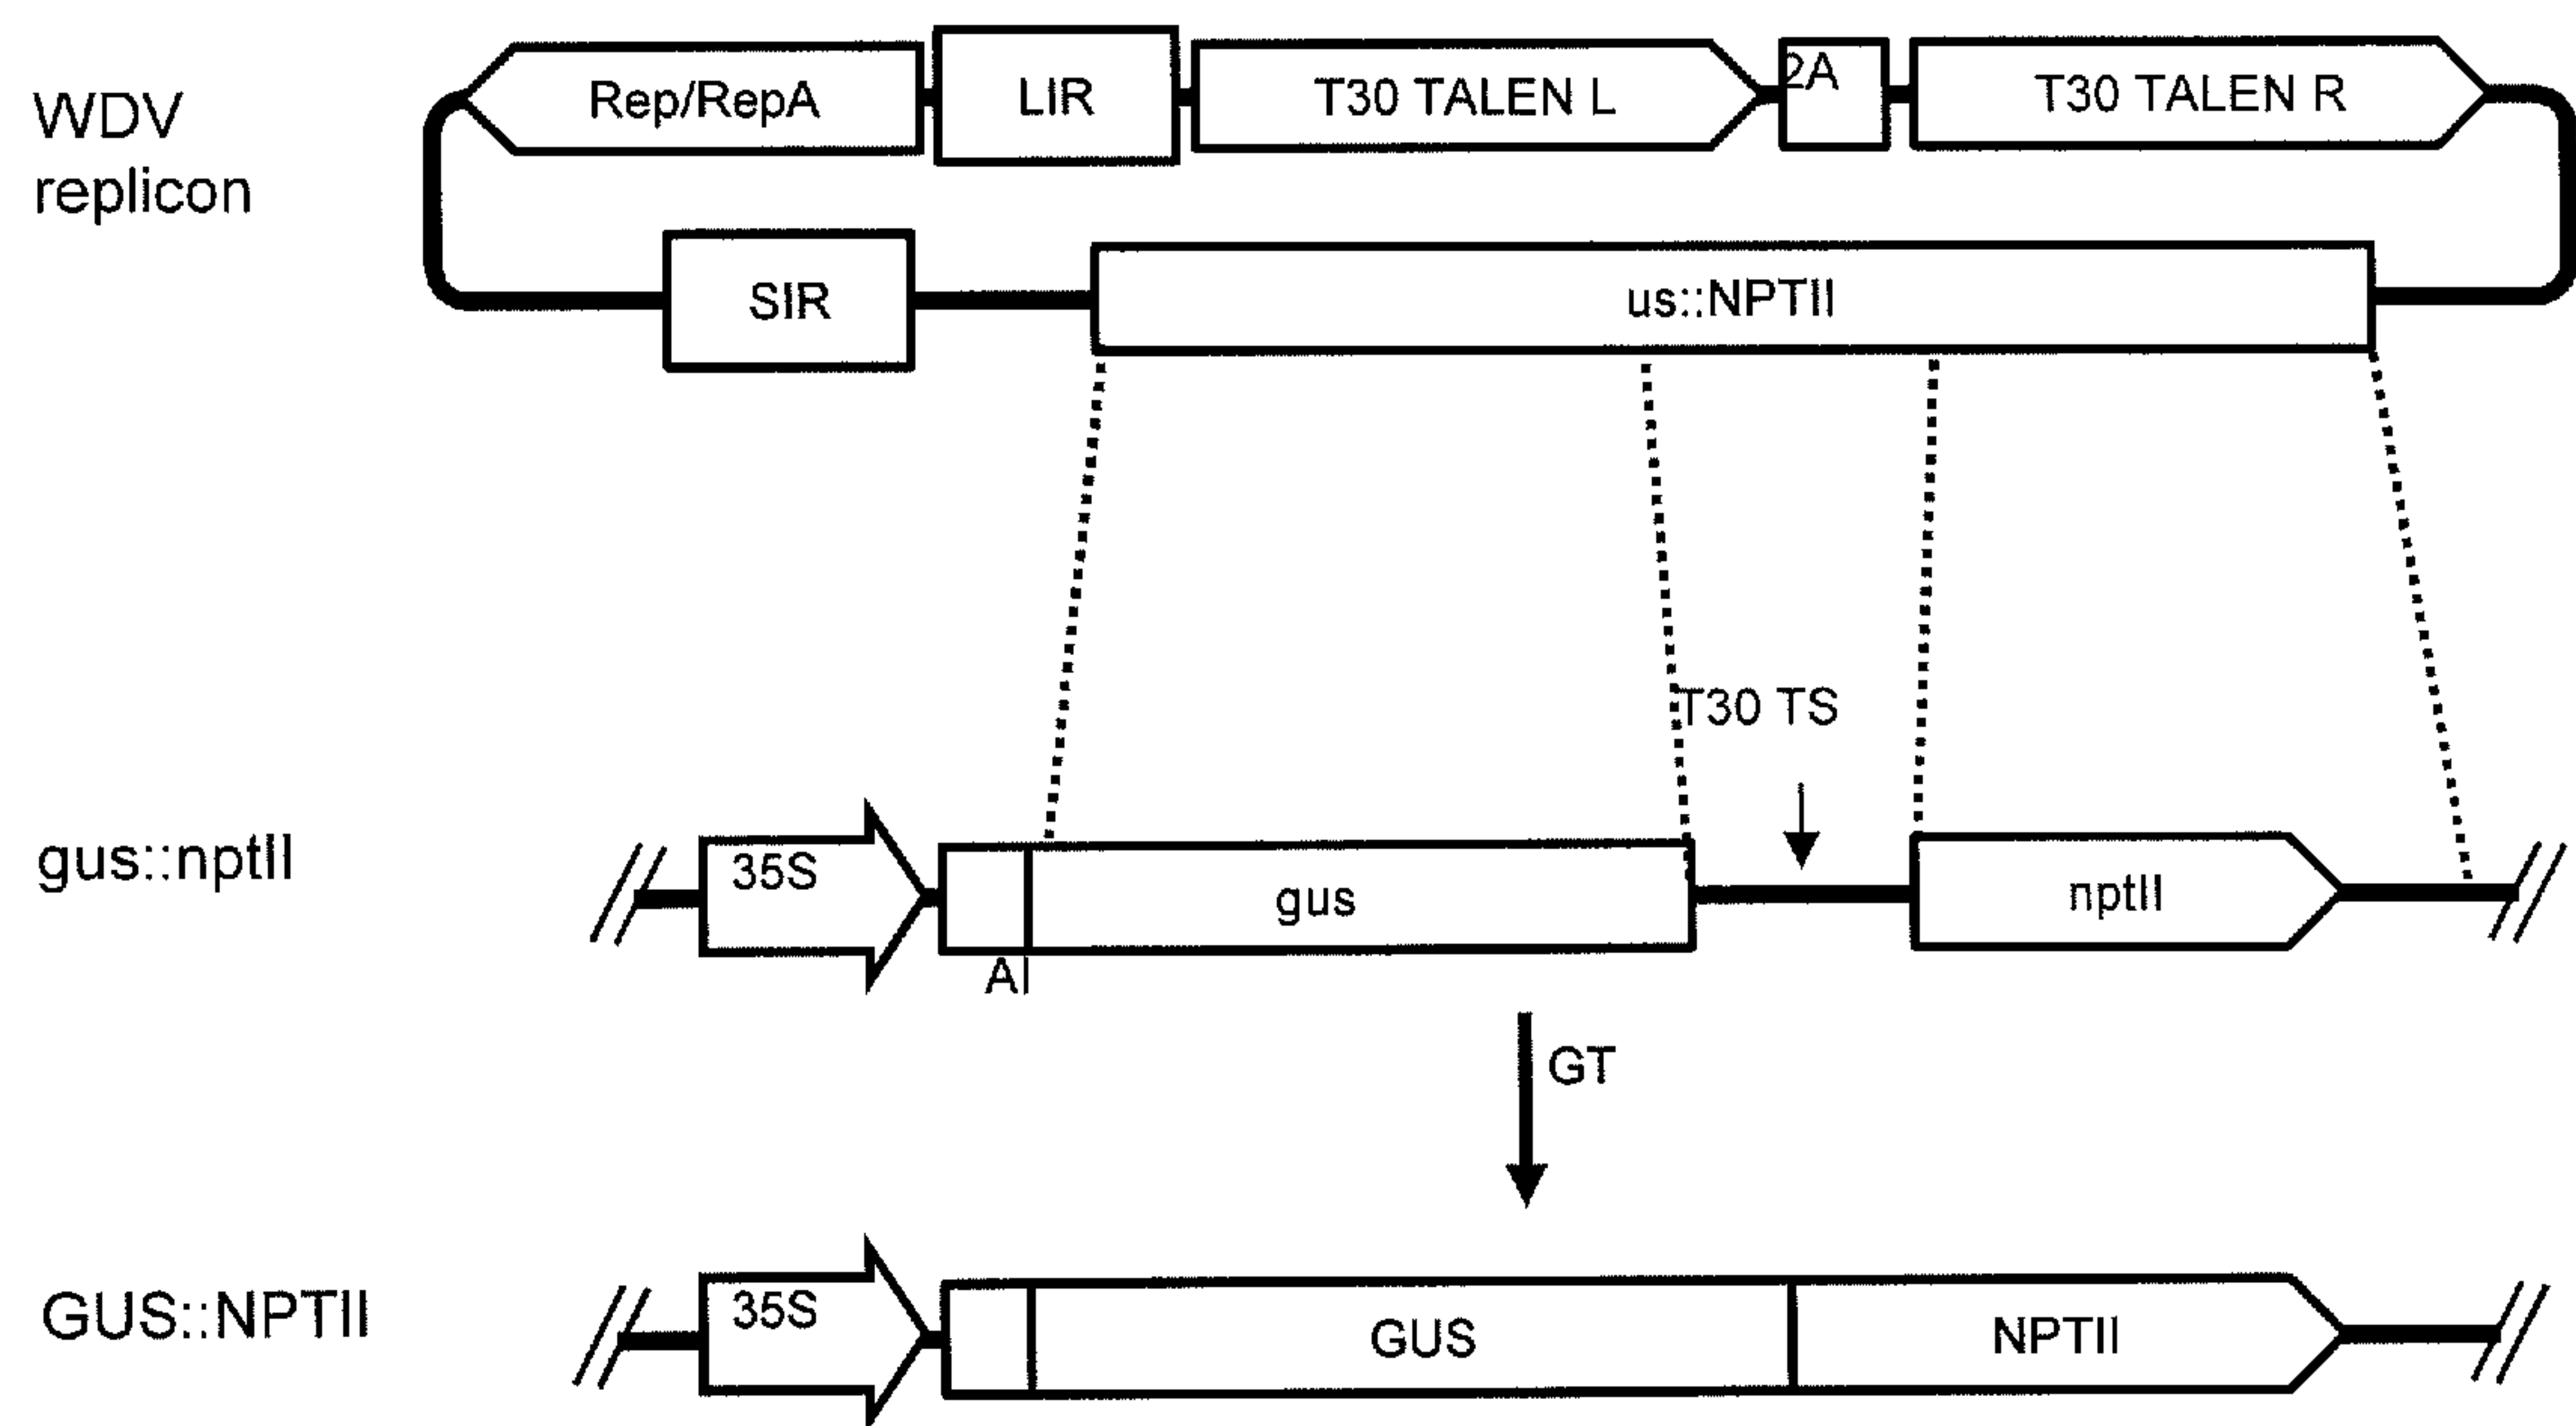 WDV
replicon
Rep/RepA
LIR
T30 TALEN L
2A
T30 TALEN R
SIR
us::NPTII
T30 TS
gus::nptII
35S
gus
nptII
AI
GT
GUS::NPTII
35S
GUS
NPTII